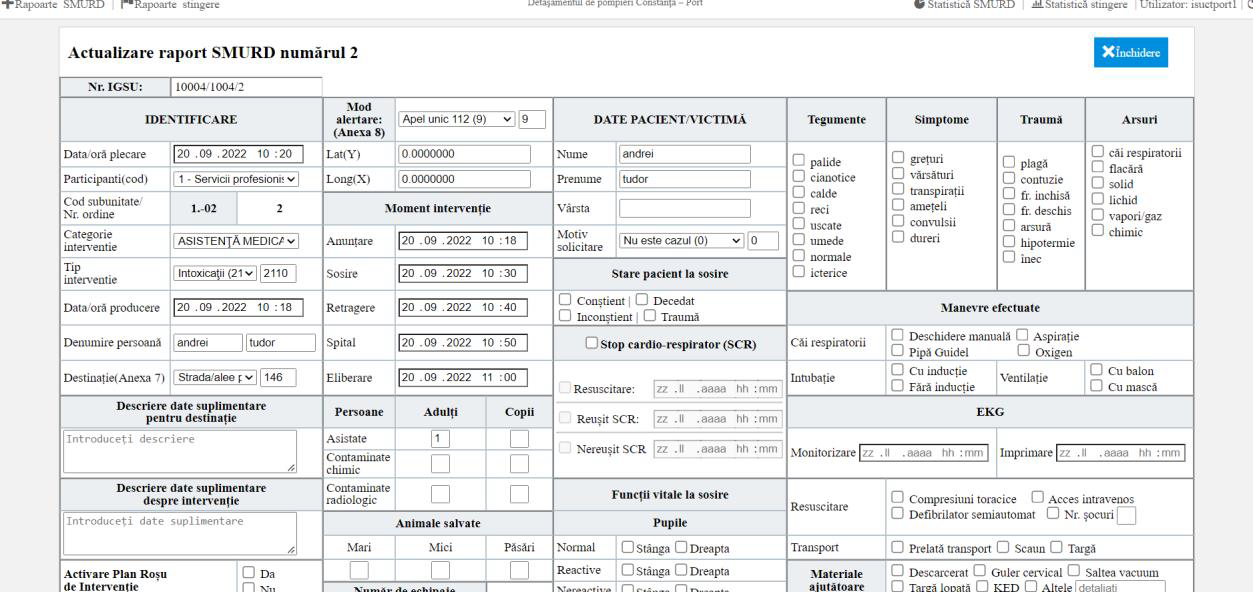 Rapoarte SMURD | Rapoarte stingere
Detașamentul de pompieri Constanța – Port
Statistică SMURD | Statistică stingere | Utilizator: isuctport1 |
Actualizare raport SMURD numărul 2
Închidere
Nr. IGSU: 10004/1004/2
IDENTIFICARE
Data/oră plecare 20 .09 .2022 10 :20
Participanti(cod) 1 - Servicii profesionis
Cod subunitate/
Nr. ordine 1.-02 2
Categorie
interventie ASISTENŢĂ MEDICA
Tip
interventie Intoxicaţii (21 2110
Data/oră producere 20 .09 .2022 10 :18
Denumire persoană andrei tudor
Destinație(Anexa 7) Strada/alee p 146
Descriere date suplimentare
pentru destinație
Introduceți descriere
Descriere date suplimentare
despre intervenție
Introduceți date suplimentare
Activare Plan Roșu
de Intervenție
Da
Nu
Mod
alertare:
(Anexa 8)
Apel unic 112 (9) 9
Lat(Y) 0.0000000
Long(X) 0.0000000
Moment intervenție
Anunțare 20 .09 .2022 10 :18
Sosire 20 .09 .2022 10 :30
Retragere 20 .09 .2022 10 :40
Spital 20 .09 .2022 10 :50
Eliberare 20 .09 .2022 11 :00
Persoane Adulți Copii
Asistate 1
Contaminate
chimic
Contaminate
radiologic
Animale salvate
Mari Mici Păsări
Număr de echipaje
DATE PACIENT/VICTIMĂ
Nume andrei
Prenume tudor
Vârsta
Motiv
solicitare Nu este cazul (0) 0
Stare pacient la sosire
Conștient | Decedat
Inconștient | Traumă
Stop cardio-respirator (SCR)
Resuscitare: zz .ll .aaaa hh :mm
Reușit SCR: zz .ll .aaaa hh :mm
Nereușit SCR zz .ll .aaaa hh :mm
Funcții vitale la sosire
Pupile
Normal Stânga Dreapta
Reactive Stânga Dreapta
Nereactive Stânga Dreapta
Tegumente
palide
cianotice
calde
reci
uscate
umede
normale
icterice
Simptome
grețuri
vărsături
transpirații
amețeli
convulsii
dureri
Traumă
plagă
contuzie
fr. inchisă
fr. deschis
arsură
hipotermie
înec
Arsuri
căi respiratorii
flacără
solid
lichid
vapori/gaz
chimic
Manevre efectuate
Căi respiratorii
Deschidere manuală Aspirație
Pipă Guidel Oxigen
Intubație
Cu inducție
Fără inducție
Ventilație
Cu balon
Cu mască
EKG
Monitorizare zz .ll .aaaa hh :mm Imprimare zz .ll .aaaa hh :mm
Resuscitare
Compresiuni toracice Acces intravenos
Defibrilator semiautomat Nr. șocuri
Transport Prelată transport Scaun Targă
Materiale
ajutătoare
Descarcerat Guler cervical Saltea vacuum
Targă lopată KED Altele detaliati